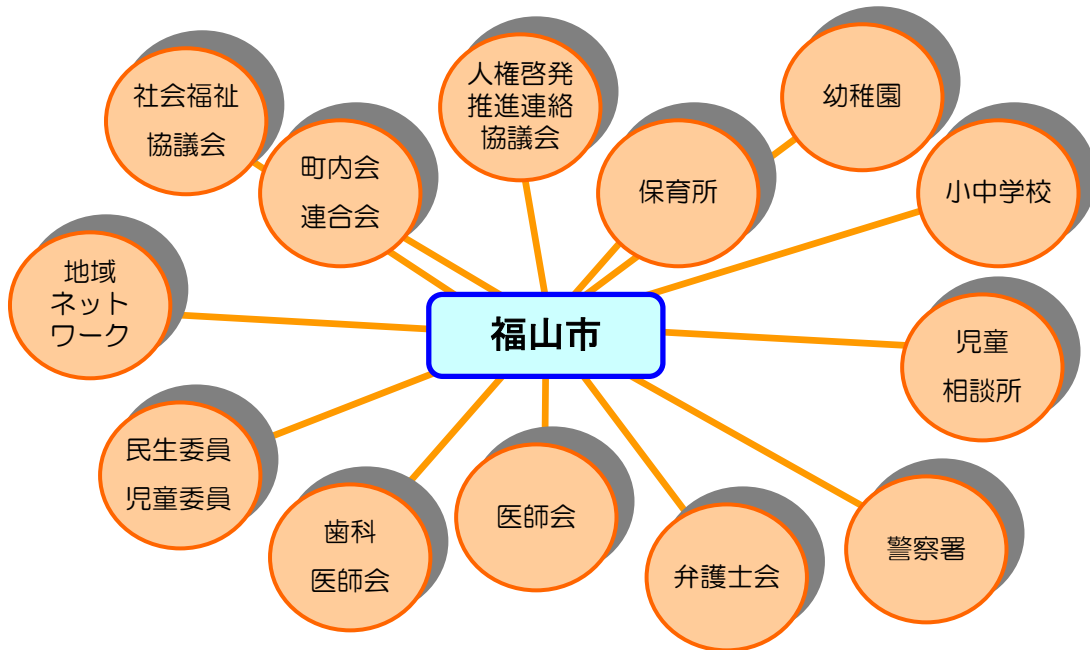 社会福祉
協議会
町内会
連合会
人権啓発
推進連絡
協議会
保育所
幼稚園
小中学校
地域
ネット
ワーク
福山市
児童
相談所
民生委員
児童委員
歯科
医師会
医師会
弁護士会
警察署